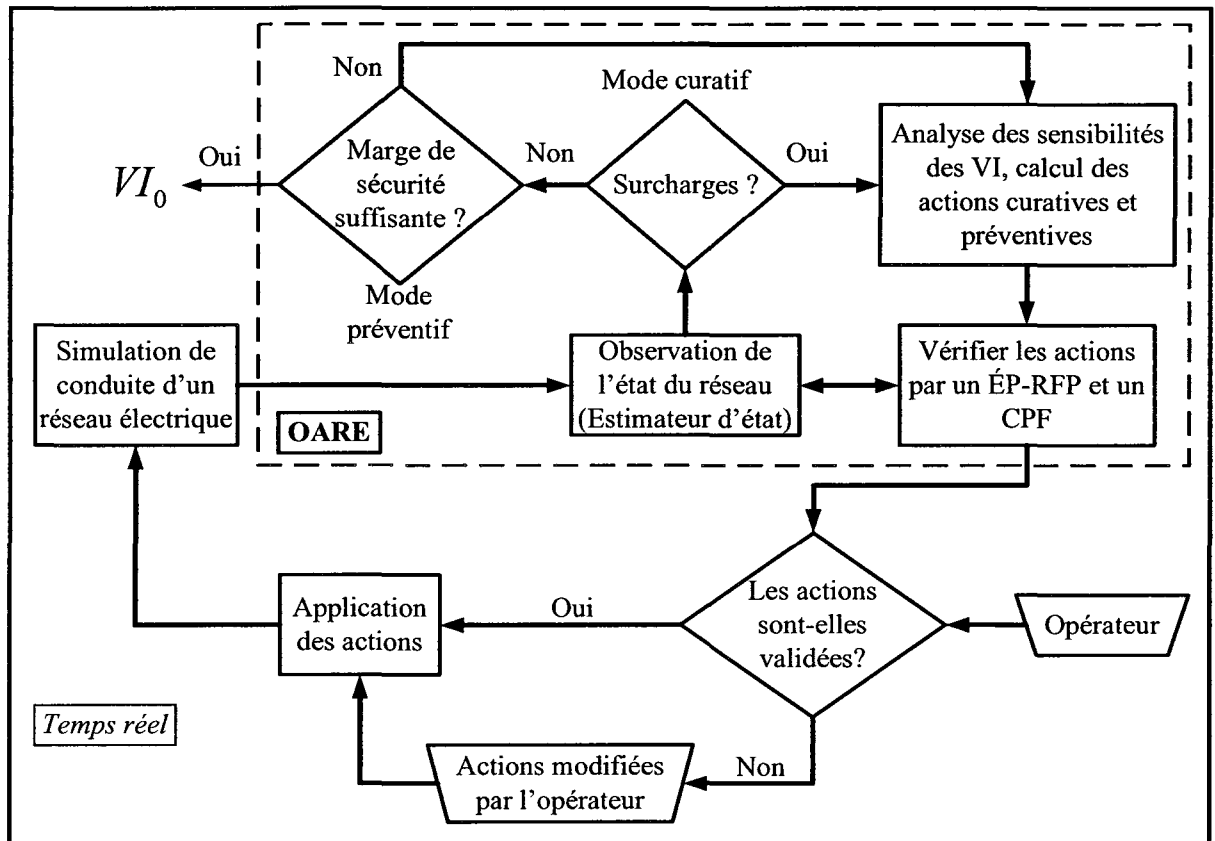 Non
Mode curatif
Oui
VI₀
Marge de
sécurité
suffisante ?
Non
Surcharges ?
Oui
Analyse des sensibilités
des VI, calcul des
actions curatives et
préventives
Mode
préventif
Simulation de
conduite d’un
réseau électrique
OARE
Observation de
l’état du réseau
(Estimateur d’état)
Vérifier les actions
par un ÉP-RFP et un
CPF
Application
des actions
Oui
Les actions
sont-elles
validées?
Opérateur
Temps réel
Actions modifiées
par l’opérateur
Non